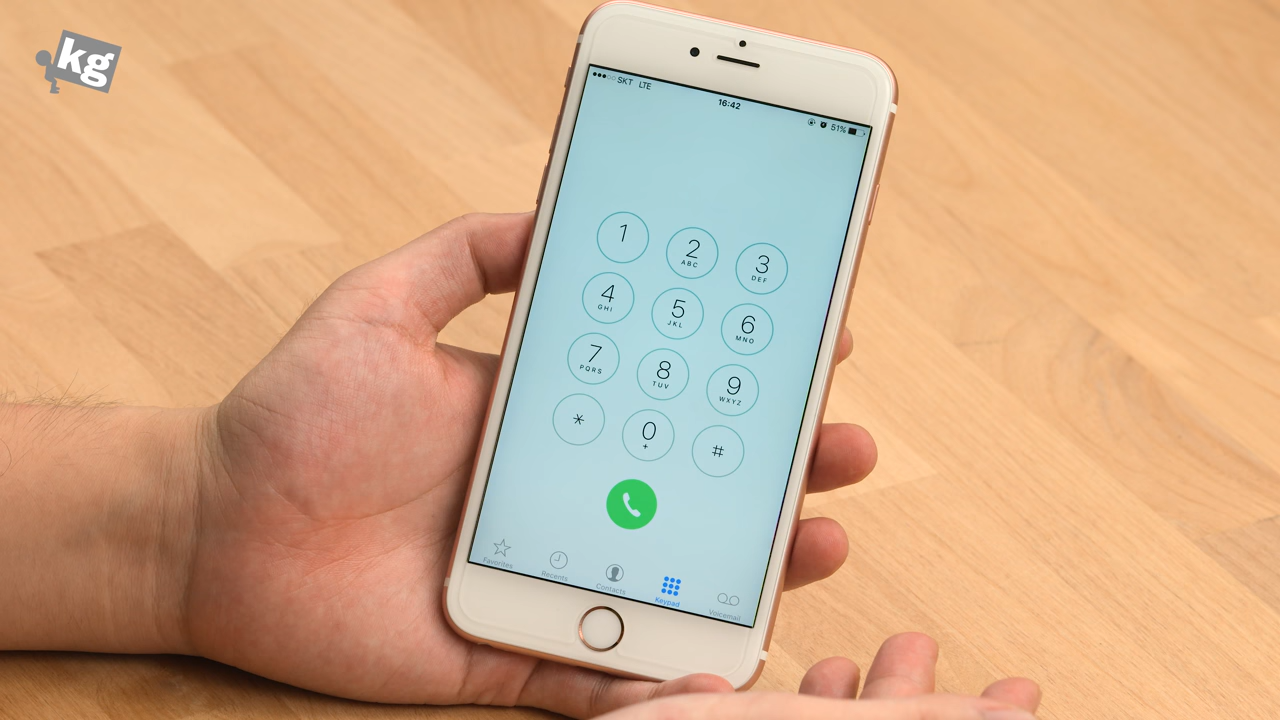 kg
SKT LTE
16:42
51%
1
2
ABC
3
DEF
4
GHI
5
JKL
6
MNO
7
PQRS
8
TUV
9
WXYZ
*
0
+
#
Favorites
Recents
Contacts
Keypad
Voicemail